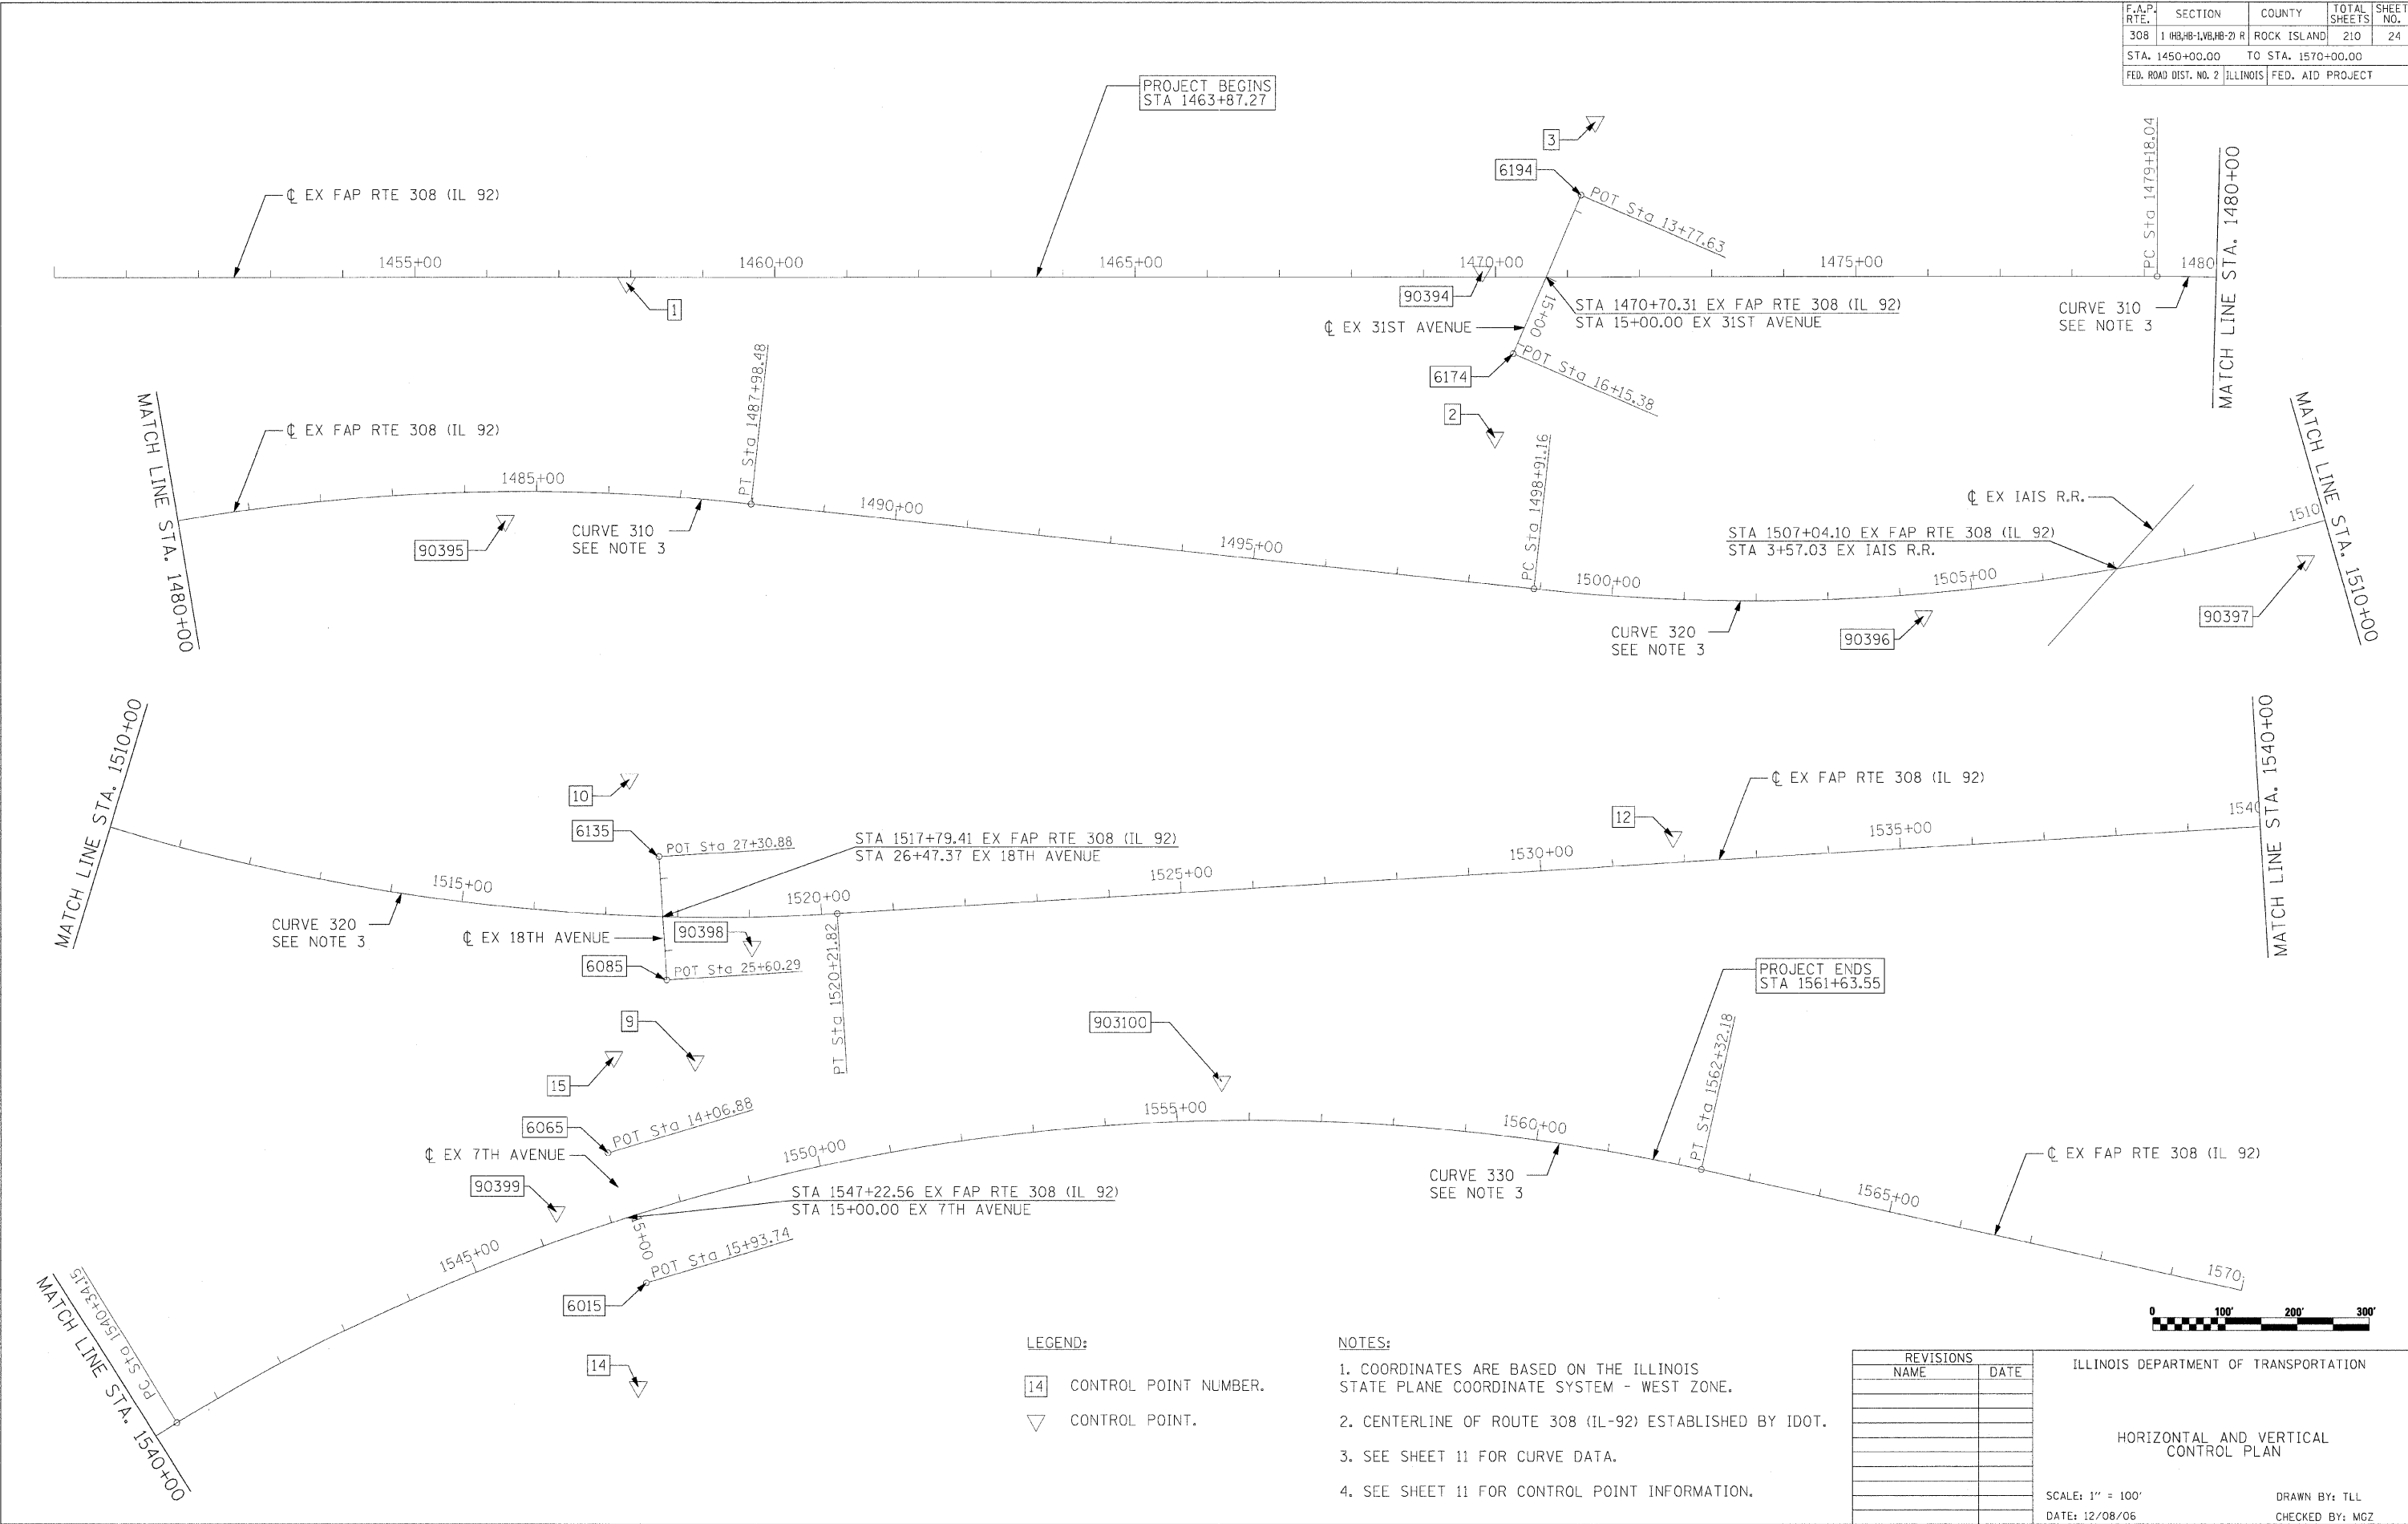 F.A.P. RTE. SECTION COUNTY TOTAL SHEETS SHEET NO.
308 1 (HB,HB-1,VB,HB-2) R ROCK ISLAND 210 24
STA. 1450+00.00 TO STA. 1570+00.00
FED. ROAD DIST. NO. 2 ILLINOIS FED. AID PROJECT
PROJECT BEGINS
STA 1463+87.27
3
6194
POT Sta 13+77.63
PC Sta 1479+18.04
MATCH LINE STA. 1480+00
℄ EX FAP RTE 308 (IL 92)
1455+00
1460+00
1465+00
1470+00
1475+00
1480
1
90394
15+00
STA 1470+70.31 EX FAP RTE 308 (IL 92)
STA 15+00.00 EX 31ST AVENUE
℄ EX 31ST AVENUE
CURVE 310
SEE NOTE 3
6174
POT Sta 16+15.38
2
MATCH LINE STA. 1480+00
℄ EX FAP RTE 308 (IL 92)
PT Sta 1487+98.48
1485+00
1490+00
1495+00
1500+00
1505+00
1510
90395
CURVE 310
SEE NOTE 3
PC Sta 1498+91.16
℄ EX IAIS R.R.
STA 1507+04.10 EX FAP RTE 308 (IL 92)
STA 3+57.03 EX IAIS R.R.
CURVE 320
SEE NOTE 3
90396
90397
MATCH LINE STA. 1510+00
MATCH LINE STA. 1510+00
10
6135
POT Sta 27+30.88
STA 1517+79.41 EX FAP RTE 308 (IL 92)
STA 26+47.37 EX 18TH AVENUE
12
℄ EX FAP RTE 308 (IL 92)
1515+00
1520+00
1525+00
1530+00
1535+00
1540
MATCH LINE STA. 1540+00
CURVE 320
SEE NOTE 3
℄ EX 18TH AVENUE
90398
6085
POT Sta 25+60.29
PT Sta 1520+21.82
9
15
903100
PROJECT ENDS
STA 1561+63.55
PT Sta 1562+32.18
6065
POT Sta 14+06.88
℄ EX 7TH AVENUE
90399
1545+00
1550+00
1555+00
1560+00
1565+00
1570
STA 1547+22.56 EX FAP RTE 308 (IL 92)
STA 15+00.00 EX 7TH AVENUE
15+00
POT Sta 15+93.74
6015
14
CURVE 330
SEE NOTE 3
℄ EX FAP RTE 308 (IL 92)
PC Sta 1540+34.15
MATCH LINE STA. 1540+00
0 100' 200' 300'
LEGEND:
14 CONTROL POINT NUMBER.
CONTROL POINT.
NOTES:
1. COORDINATES ARE BASED ON THE ILLINOIS
STATE PLANE COORDINATE SYSTEM - WEST ZONE.
2. CENTERLINE OF ROUTE 308 (IL-92) ESTABLISHED BY IDOT.
3. SEE SHEET 11 FOR CURVE DATA.
4. SEE SHEET 11 FOR CONTROL POINT INFORMATION.
REVISIONS
NAME DATE
ILLINOIS DEPARTMENT OF TRANSPORTATION
HORIZONTAL AND VERTICAL
CONTROL PLAN
SCALE: 1" = 100' DRAWN BY: TLL
DATE: 12/08/06 CHECKED BY: MGZ